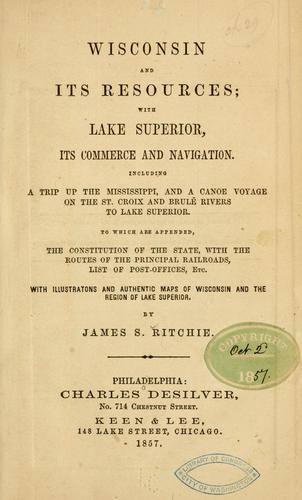 WISCONSIN
AND
ITS RESOURCES;
WITH
LAKE SUPERIOR,
ITS COMMERCE AND NAVIGATION.
INCLUDING
A TRIP UP THE MISSISSIPPI, AND A CANOE VOYAGE
ON THE ST. CROIX AND BRULÉ RIVERS
TO LAKE SUPERIOR.
TO WHICH ARE APPENDED,
THE CONSTITUTION OF THE STATE, WITH THE
ROUTES OF THE PRINCIPAL RAILROADS,
LIST OF POST-OFFICES, Etc.
WITH ILLUSTRATONS AND AUTHENTIC MAPS OF WISCONSIN AND THE
REGION OF LAKE SUPERIOR.
BY
JAMES S. RITCHIE.
COPYRIGHT
Oct 2
1857.
PHILADELPHIA:
CHARLES DESILVER,
No. 714 Chestnut Street.
KEEN & LEE,
148 LAKE STREET, CHICAGO.
1857.
LIBRARY OF CONGRESS
CITY OF WASHINGTON